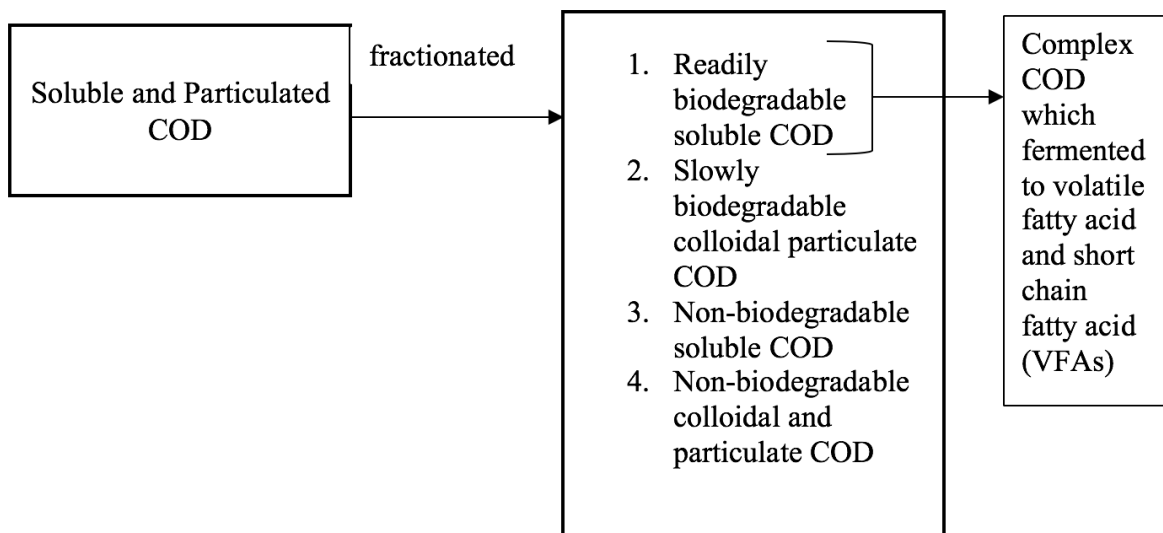 Soluble and Particulated
COD
fractionated
1. Readily
biodegradable
soluble COD
2. Slowly
biodegradable
colloidal particulate
COD
3. Non-biodegradable
soluble COD
4. Non-biodegradable
colloidal and
particulate COD
Complex
COD
which
fermented
to volatile
fatty acid
and short
chain
fatty acid
(VFAs)